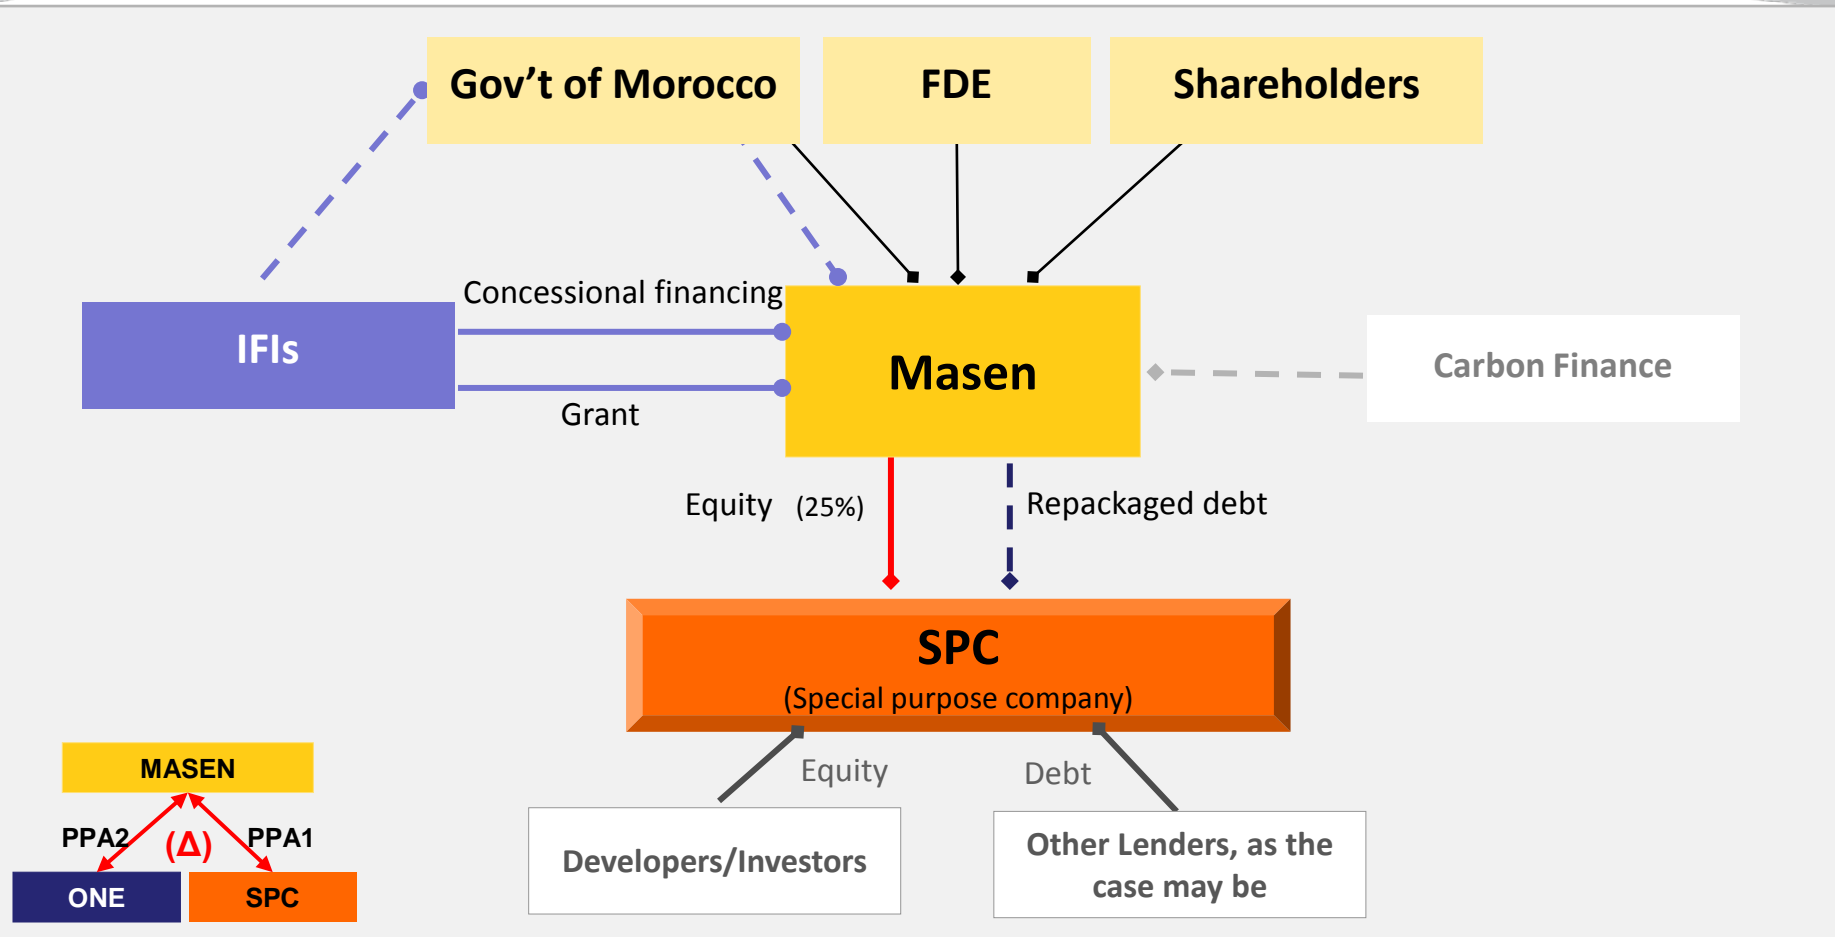 Gov’t of Morocco
FDE
Shareholders
Concessional financing
IFIs
Masen
Carbon Finance
Grant
Equity (25%)
Repackaged debt
SPC
(Special purpose company)
Equity
Debt
Developers/Investors
Other Lenders, as the
case may be
MASEN
PPA2
(Δ)
PPA1
ONE
SPC